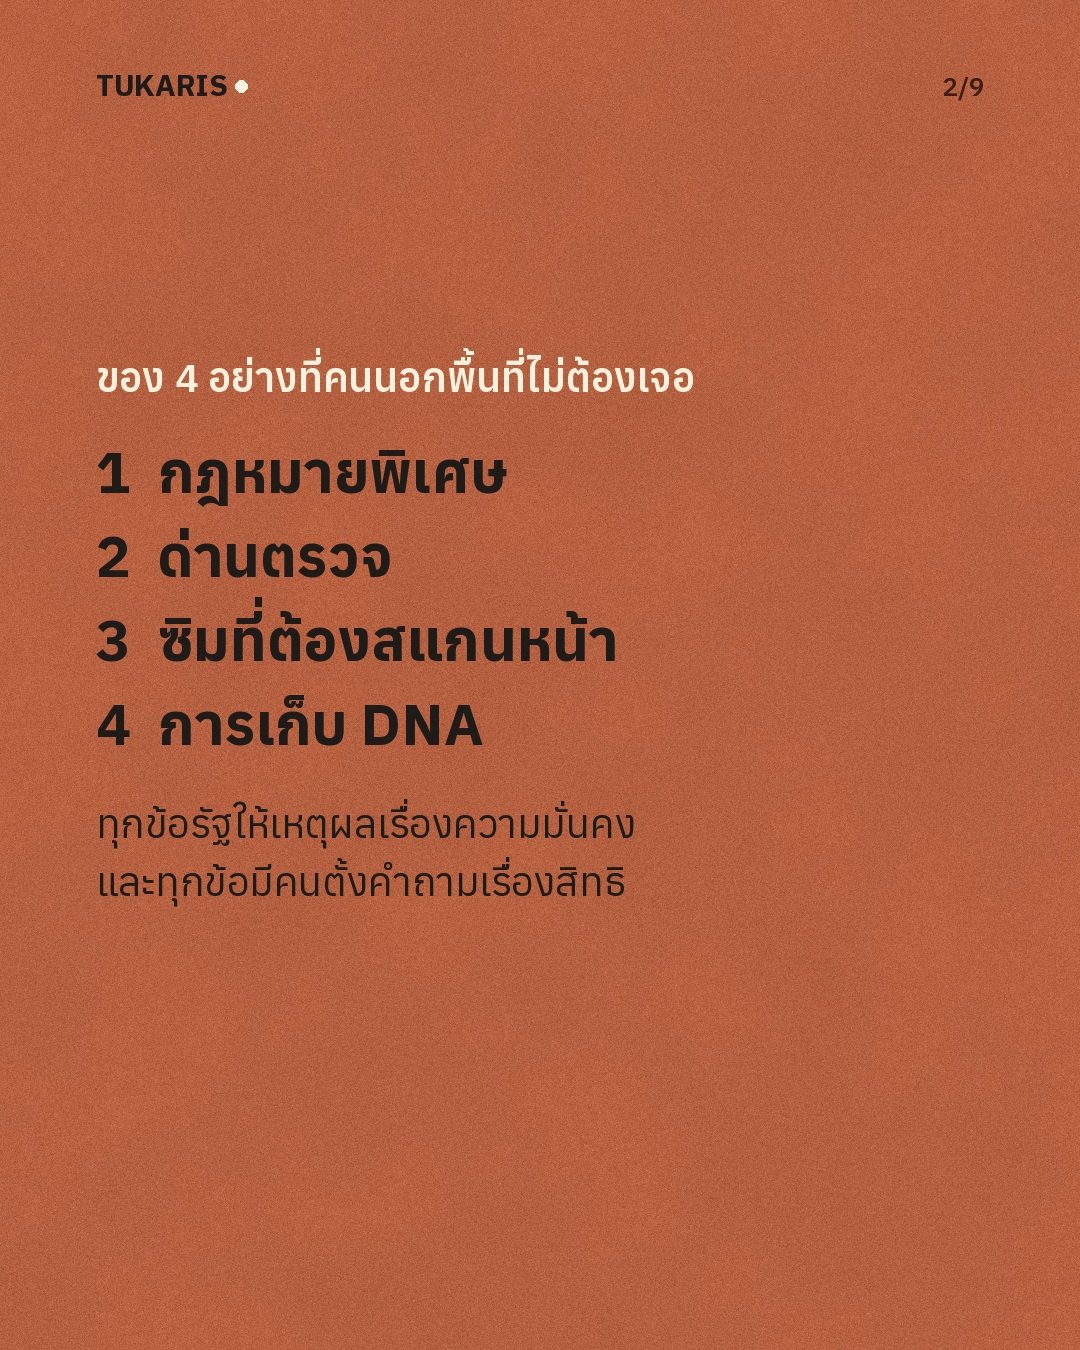 TUKARIS
2/9
ของ 4 อย่างที่คนนอกพื้นที่ไม่ต้องเจอ
1 กฎหมายพิเศษ
2 ด่านตรวจ
3 ซิมที่ต้องสแกนหน้า
4 การเก็บ DNA
ทุกข้อรัฐให้เหตุผลเรื่องความมั่นคง
และทุกข้อมีคนตั้งคำถามเรื่องสิทธิ